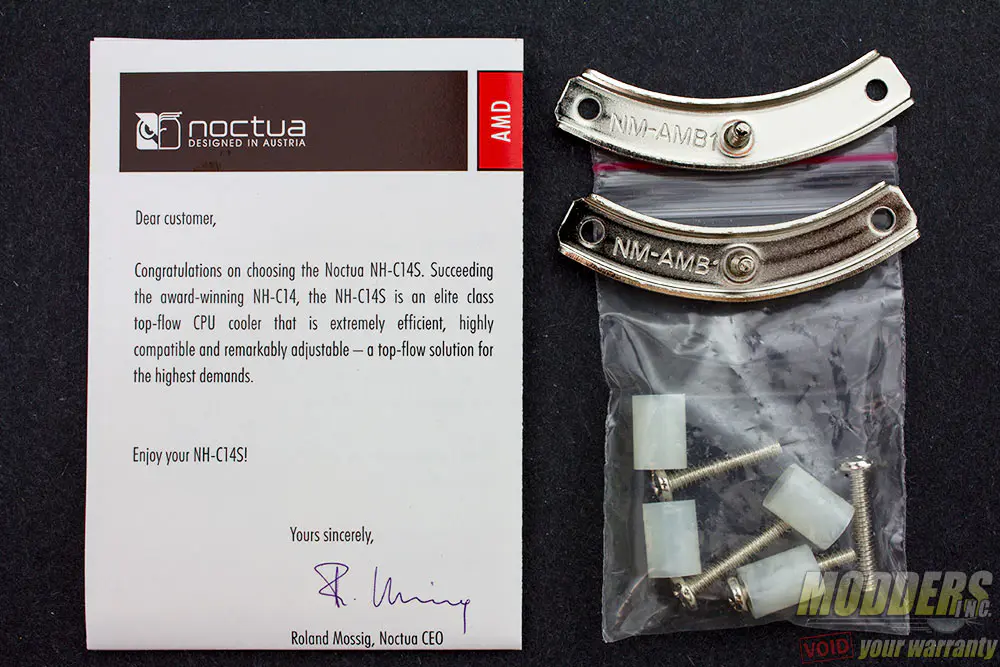 noctua
DESIGNED IN AUSTRIA
AMD
Dear customer,
Congratulations on choosing the Noctua NH-C14S. Succeeding
the award-winning NH-C14, the NH-C14S is an elite class
top-flow CPU cooler that is extremely efficient, highly
compatible and remarkably adjustable – a top-flow solution for
the highest demands.
Enjoy your NH-C14S!
Yours sincerely,
Roland Mossig, Noctua CEO
NM-AMB1
NM-AMB1
MODDERS
INC.
VOID your warranty